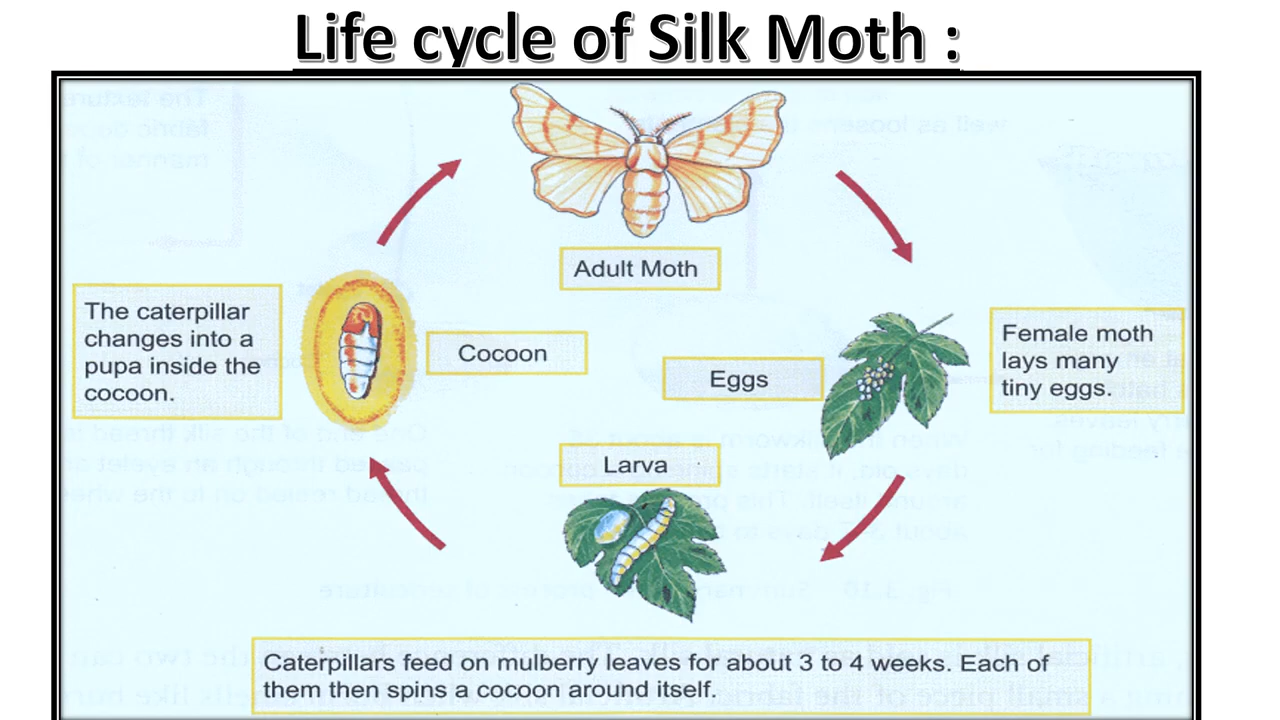 Life cycle of Silk Moth :
Adult Moth
The caterpillar
changes into a
pupa inside the
cocoon.
Cocoon
Eggs
Female moth
lays many
tiny eggs.
Larva
Caterpillars feed on mulberry leaves for about 3 to 4 weeks. Each of
them then spins a cocoon around itself.